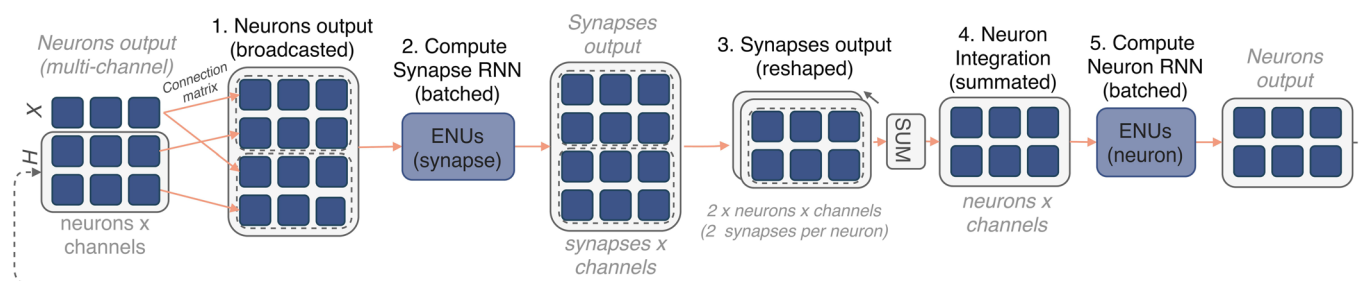 Neurons output
(multi-channel)
X
H
neurons x
channels
Connection
matrix
1. Neurons output
(broadcasted)
2. Compute
Synapse RNN
(batched)
ENUs
(synapse)
Synapses
output
synapses x
channels
3. Synapses output
(reshaped)
2 x neurons x channels
(2 synapses per neuron)
SUM
4. Neuron
Integration
(summated)
neurons x
channels
5. Compute
Neuron RNN
(batched)
ENUs
(neuron)
Neurons
output